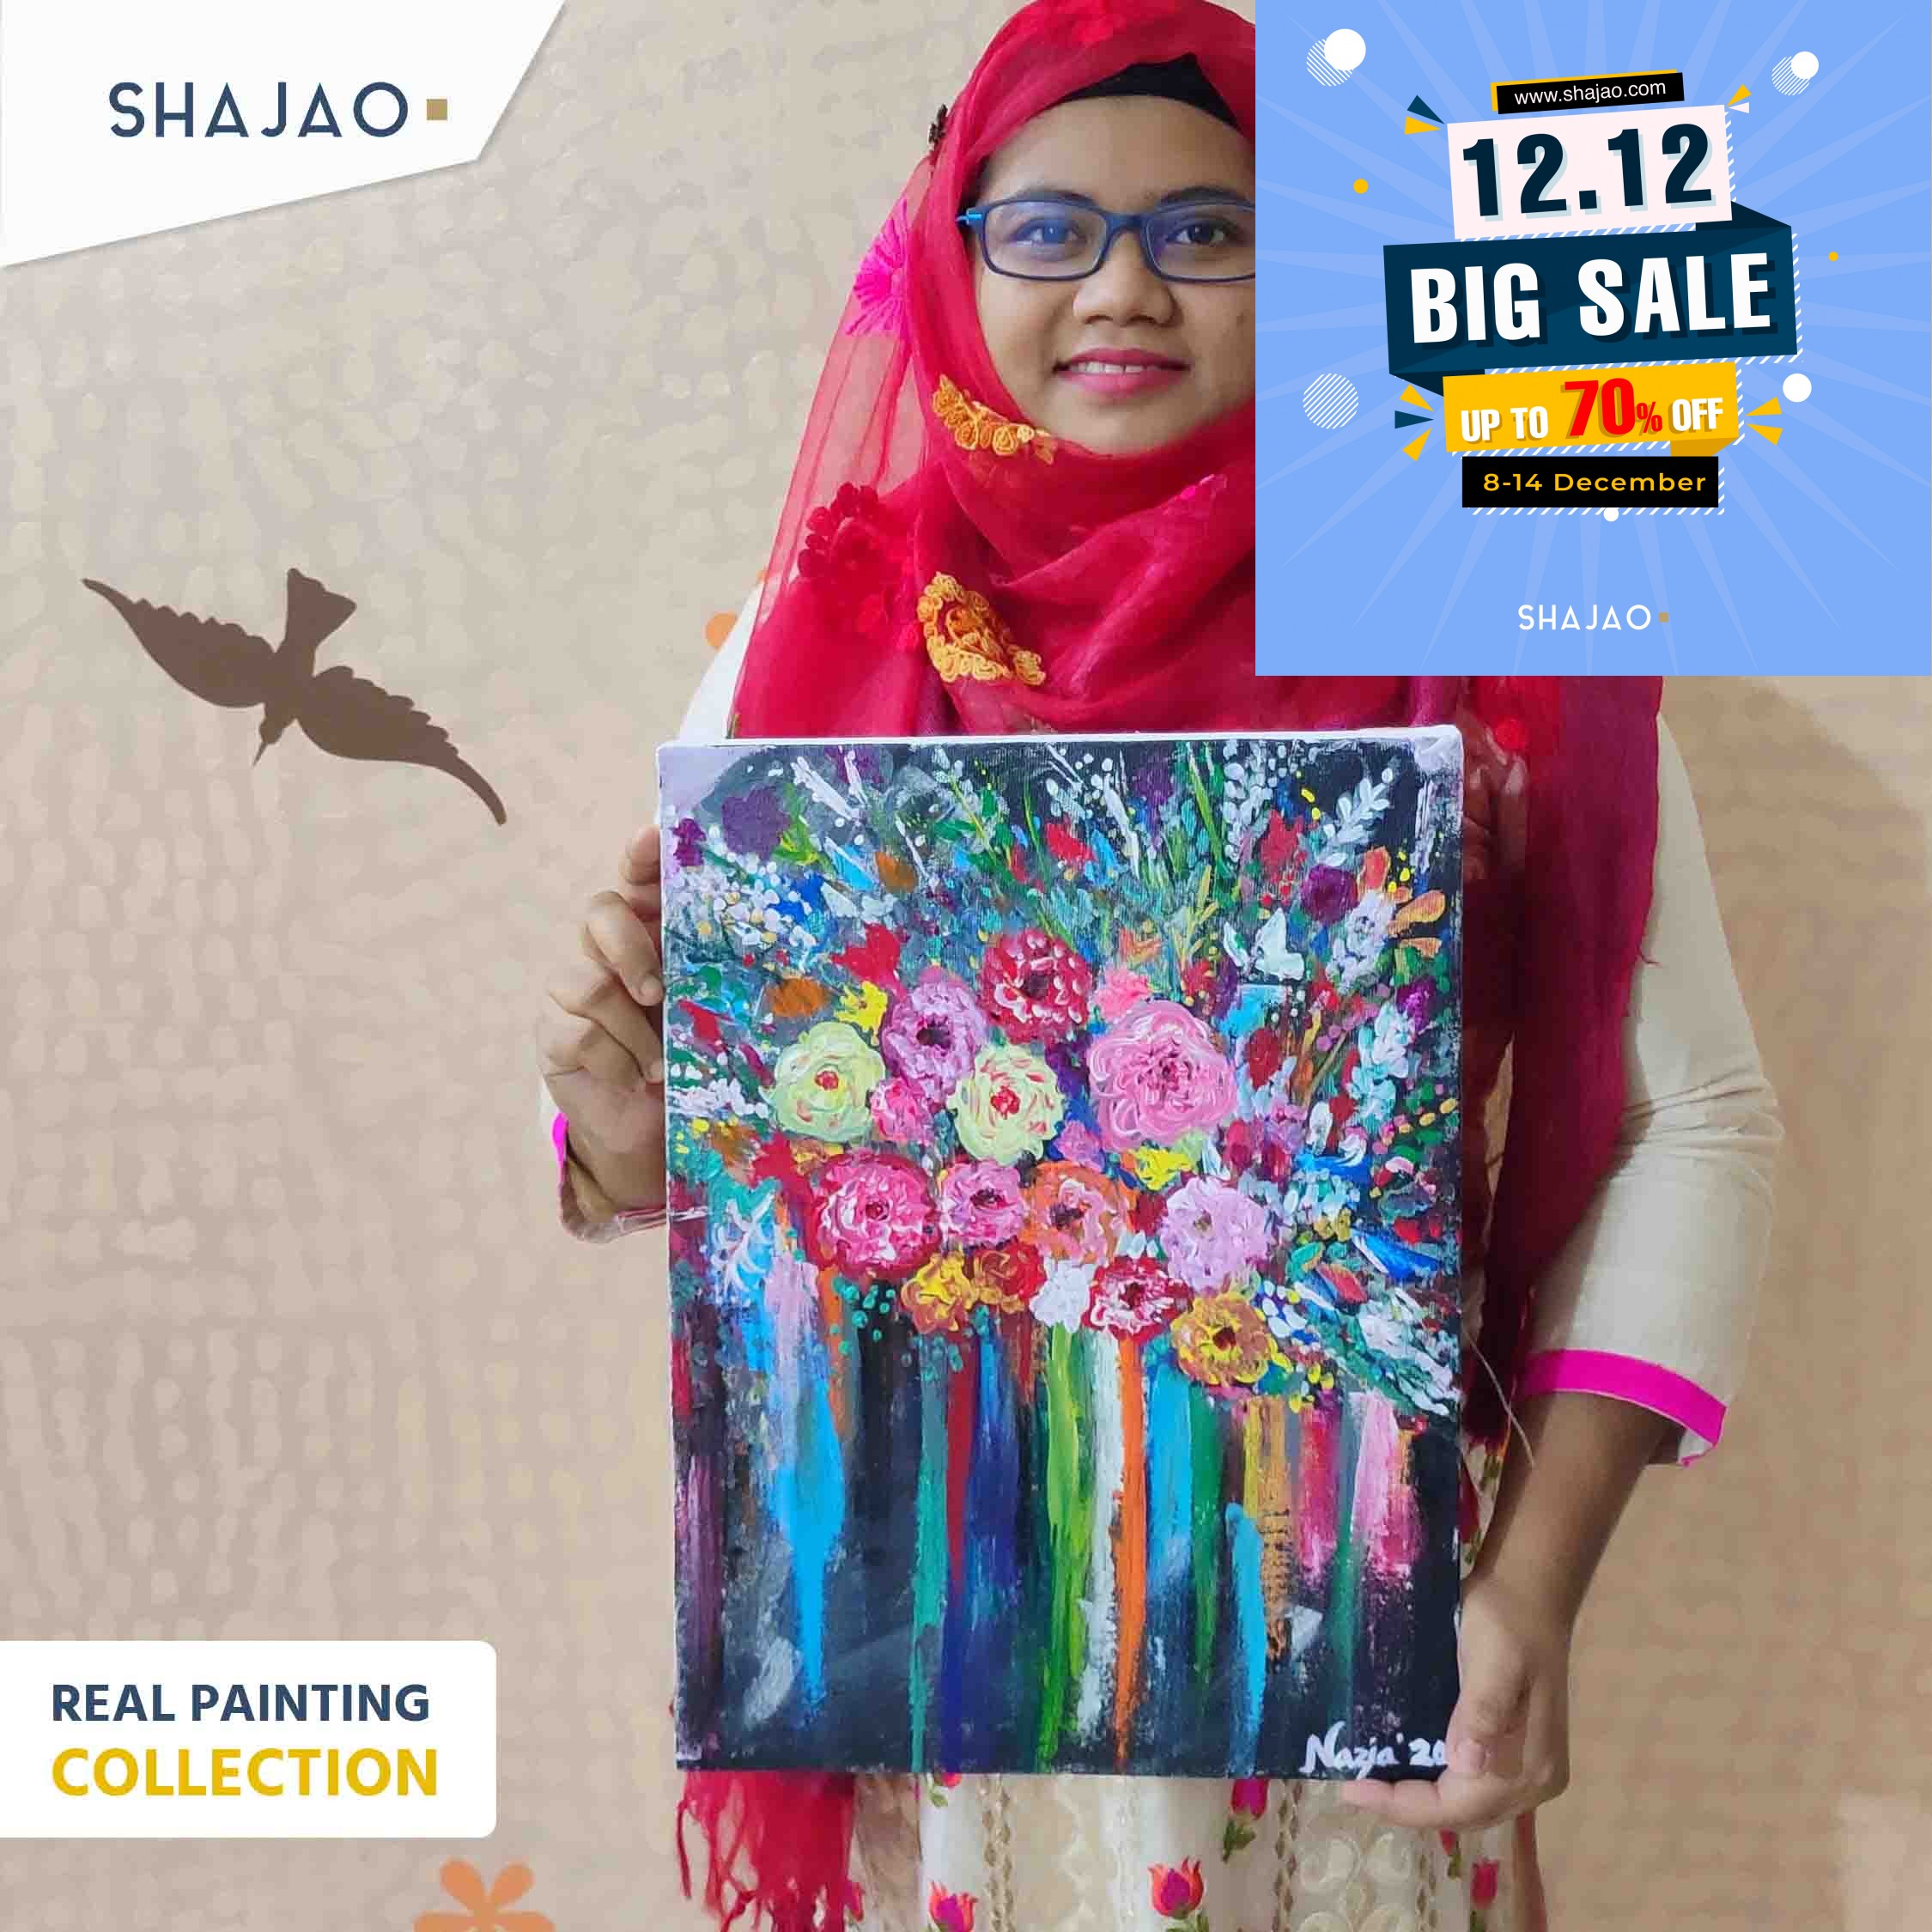 SHAJAO
www.shajao.com
12.12
BIG SALE
UP TO 70% OFF
8-14 December
SHAJAO
REAL PAINTING
COLLECTION
Nazia'20